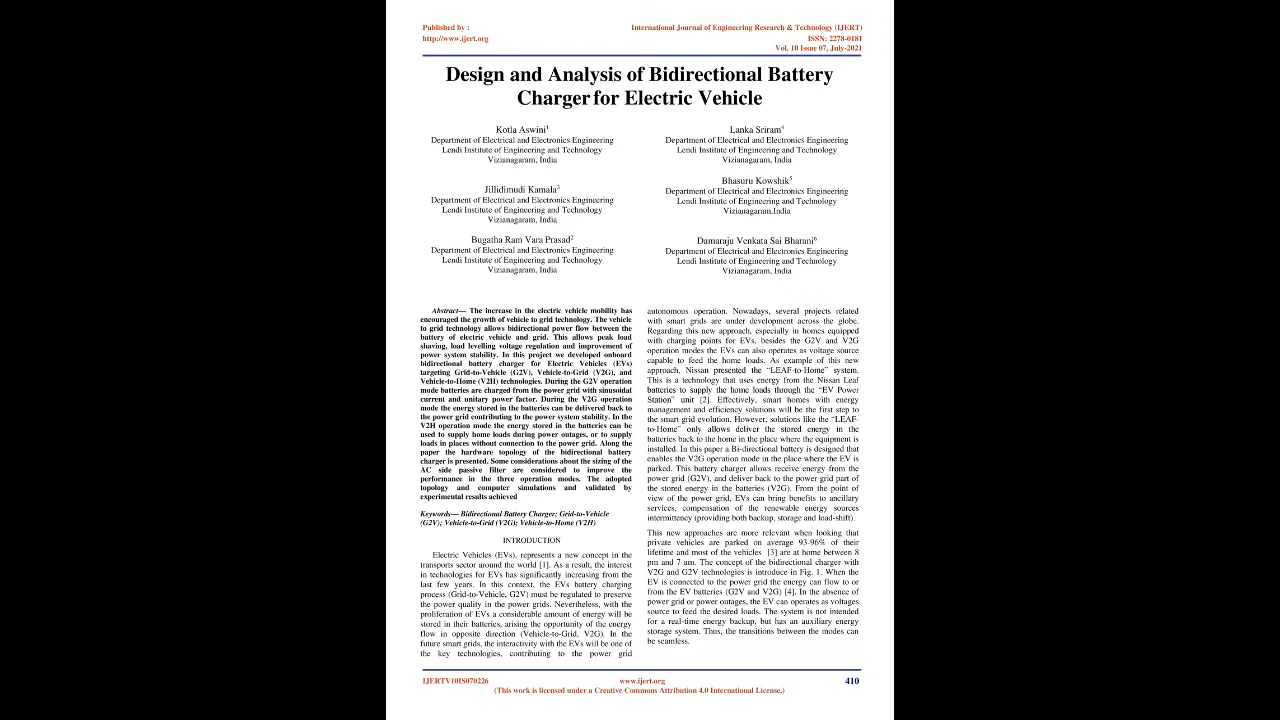 Published by :
http://www.ijert.org
International Journal of Engineering Research & Technology (IJERT)
ISSN: 2278-0181
Vol. 10 Issue 07, July-2021
Design and Analysis of Bidirectional Battery
Charger for Electric Vehicle
Kotla Aswini1
Department of Electrical and Electronics Engineering
Lendi Institute of Engineering and Technology
Vizianagaram, India
Jillidimudi Kamala3
Department of Electrical and Electronics Engineering
Lendi Institute of Engineering and Technology
Vizianagaram, India
Bugatha Ram Vara Prasad2
Department of Electrical and Electronics Engineering
Lendi Institute of Engineering and Technology
Vizianagaram, India
Lanka Sriram4
Department of Electrical and Electronics Engineering
Lendi Institute of Engineering and Technology
Vizianagaram, India
Bhasuru Kowshik5
Department of Electrical and Electronics Engineering
Lendi Institute of Engineering and Technology
Vizianagaram,India
Damaraju Venkata Sai Bharani6
Department of Electrical and Electronics Engineering
Lendi Institute of Engineering and Technology
Vizianagaram, India
Abstract— The increase in the electric vehicle mobility has
encouraged the growth of vehicle to grid technology. The vehicle
to grid technology allows bidirectional power flow between the
battery of electric vehicle and grid. This allows peak load
shaving, load levelling voltage regulation and improvement of
power system stability. In this project we developed onboard
bidirectional battery charger for Electric Vehicles (EVs)
targeting Grid-to-Vehicle (G2V), Vehicle-to-Grid (V2G), and
Vehicle-to-Home (V2H) technologies. During the G2V operation
mode batteries are charged from the power grid with sinusoidal
current and unitary power factor. During the V2G operation
mode the energy stored in the batteries can be delivered back to
the power grid contributing to the power system stability. In the
V2H operation mode the energy stored in the batteries can be
used to supply home loads during power outages, or to supply
loads in places without connection to the power grid. Along the
paper the hardware topology of the bidirectional battery
charger is presented. Some considerations about the sizing of the
AC side passive filter are considered to improve the
performance in the three operation modes. The adopted
topology and computer simulations and validated by
experimental results achieved
Keywords— Bidirectional Battery Charger; Grid-to-Vehicle
(G2V); Vehicle-to-Grid (V2G); Vehicle-to-Home (V2H)
INTRODUCTION
Electric Vehicles (EVs), represents a new concept in the
transports sector around the world [1]. As a result, the interest
in technologies for EVs has significantly increasing from the
last few years. In this context, the EVs battery charging
process (Grid-to-Vehicle, G2V) must be regulated to preserve
the power quality in the power grids. Nevertheless, with the
proliferation of EVs a considerable amount of energy will be
stored in their batteries, arising the opportunity of the energy
flow in opposite direction (Vehicle-to-Grid, V2G). In the
future smart grids, the interactivity with the EVs will be one of
the key technologies, contributing to the power grid
autonomous operation. Nowadays, several projects related
with smart grids are under development across the globe.
Regarding this new approach, especially in homes equipped
with charging points for EVs, besides the G2V and V2G
operation modes the EVs can also operates as voltage source
capable to feed the home loads. As example of this new
approach, Nissan presented the “LEAF-to-Home” system.
This is a technology that uses energy from the Nissan Leaf
batteries to supply the home loads through the “EV Power
Station” unit [2]. Effectively, smart homes with energy
management and efficiency solutions will be the first step to
the smart grid evolution. However, solutions like the “LEAF-
to-Home” only allows deliver the stored energy in the
batteries back to the home in the place where the equipment is
installed. In this paper a Bi-directional battery is designed that
enables the V2G operation mode in the place where the EV is
parked. This battery charger allows receive energy from the
power grid (G2V), and deliver back to the power grid part of
the stored energy in the batteries (V2G). From the point of
view of the power grid, EVs can bring benefits to ancillary
services, compensation of the renewable energy sources
intermittency (providing both backup, storage and load-shift).
This new approaches are more relevant when looking that
private vehicles are parked on average 93-96% of their
lifetime and most of the vehicles [3] are at home between 8
pm and 7 am. The concept of the bidirectional charger with
V2G and G2V technologies is introduce in Fig. 1. When the
EV is connected to the power grid the energy can flow to or
from the EV batteries (G2V and V2G) [4]. In the absence of
power grid or power outages, the EV can operates as voltages
source to feed the desired loads. The system is not intended
for a real-time energy backup, but has an auxiliary energy
storage system. Thus, the transitions between the modes can
be seamless.
IJERTV10IS070226
www.ijert.org
410
(This work is licensed under a Creative Commons Attribution 4.0 International License.)